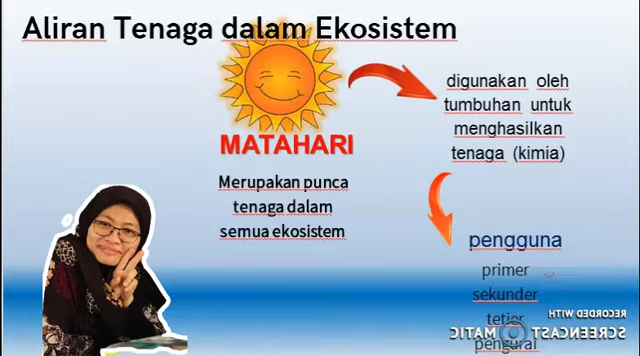 Aliran Tenaga dalam Ekosistem
MATAHARI
Merupakan punca
tenaga dalam
semua ekosistem
digunakan oleh
tumbuhan untuk
menghasilkan
tenaga (kimia)
pengguna
primer
sekunder
tetier
pengurai
RECORDED WITH
SCREENCAST MATIC